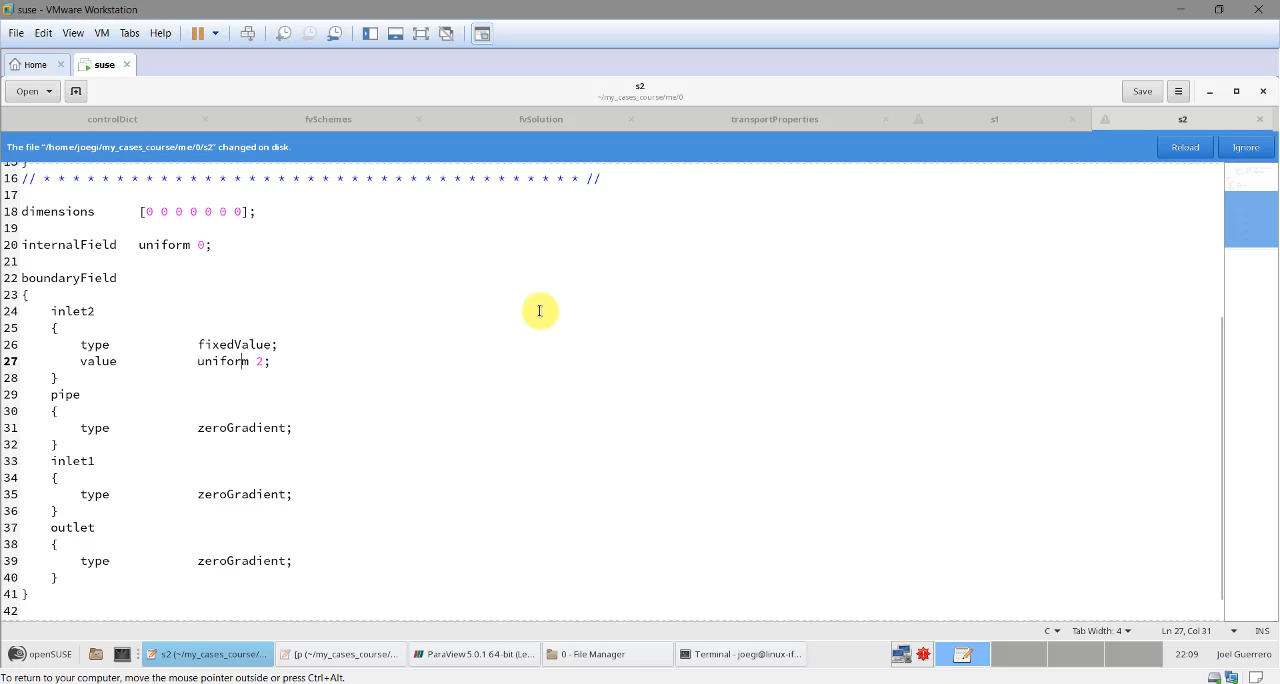 suse - VMware Workstation
File Edit View VM Tabs Help
Home suse
Open s2 Save
~/my_cases_course/me/0
controlDict fvSchemes fvSolution transportProperties s1 s2
The file "/home/joegi/my_cases_course/me/0/s2" changed on disk. Reload Ignore
16 // * * * * * * * * * * * * * * * * * * * * * * * * * * * * * * * * * * * * * //
17
18 dimensions [0 0 0 0 0 0 0];
19
20 internalField uniform 0;
21
22 boundaryField
23 {
24 inlet2
25 {
26 type fixedValue;
27 value uniform 2;
28 }
29 pipe
30 {
31 type zeroGradient;
32 }
33 inlet1
34 {
35 type zeroGradient;
36 }
37 outlet
38 {
39 type zeroGradient;
40 }
41 }
42
C Tab Width: 4 Ln 27, Col 31 INS
openSUSE s2 (~/my_cases_course/... [p (~/my_cases_course/... ParaView 5.0.1 64-bit (Le... 0 - File Manager Terminal - joegi@linux-if... 22:09 Joel Guerrero
To return to your computer, move the mouse pointer outside or press Ctrl+Alt.